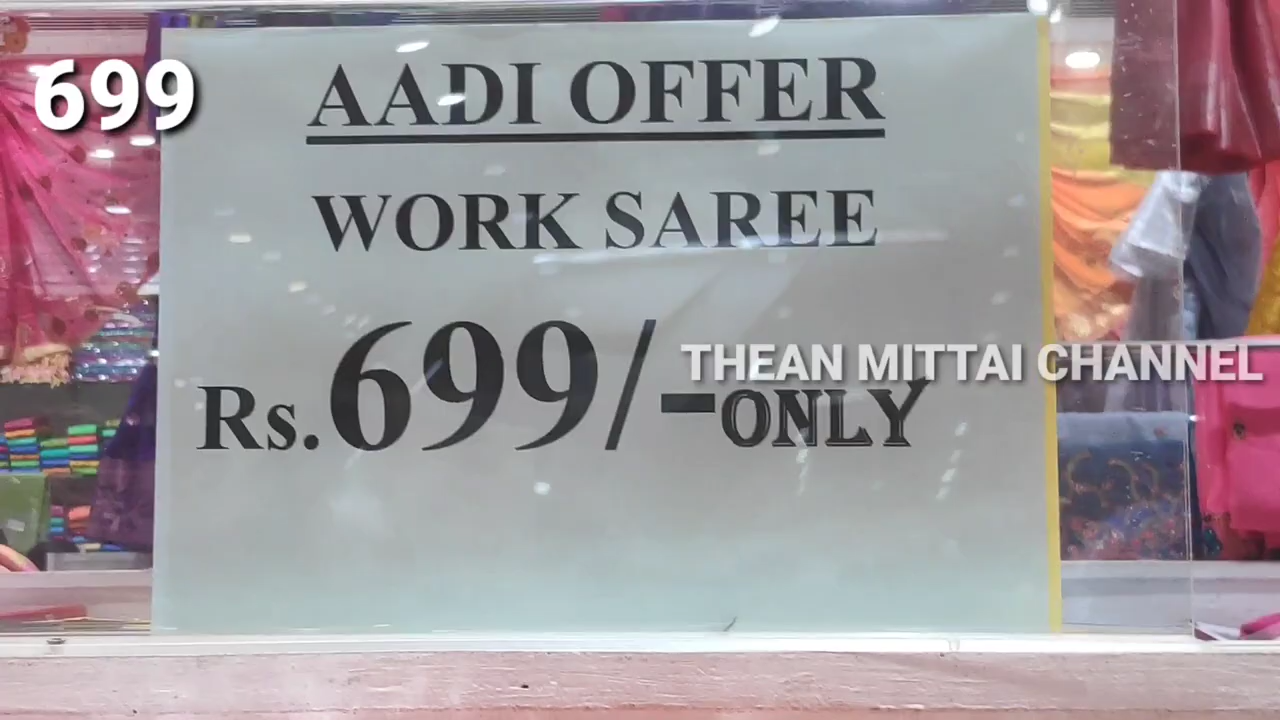 699
AADI OFFER
WORK SAREE
Rs.699/-ONLY
THEAN MITTAI CHANNEL